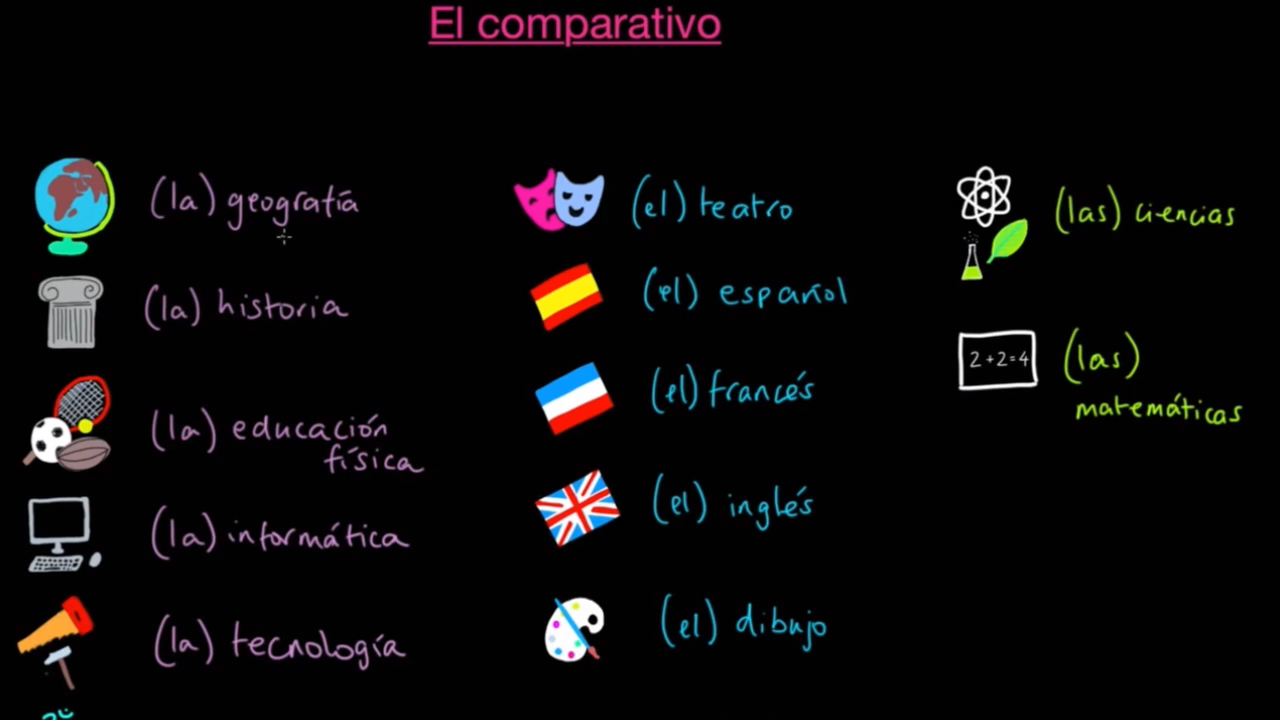 El comparativo
(la) geografía
(la) historia
(la) educación
física
(la) informática
(la) tecnología
(el) teatro
(el) español
(el) francés
(el) inglés
(el) dibujo
(las) ciencias
2+2=4
(las)
matemáticas